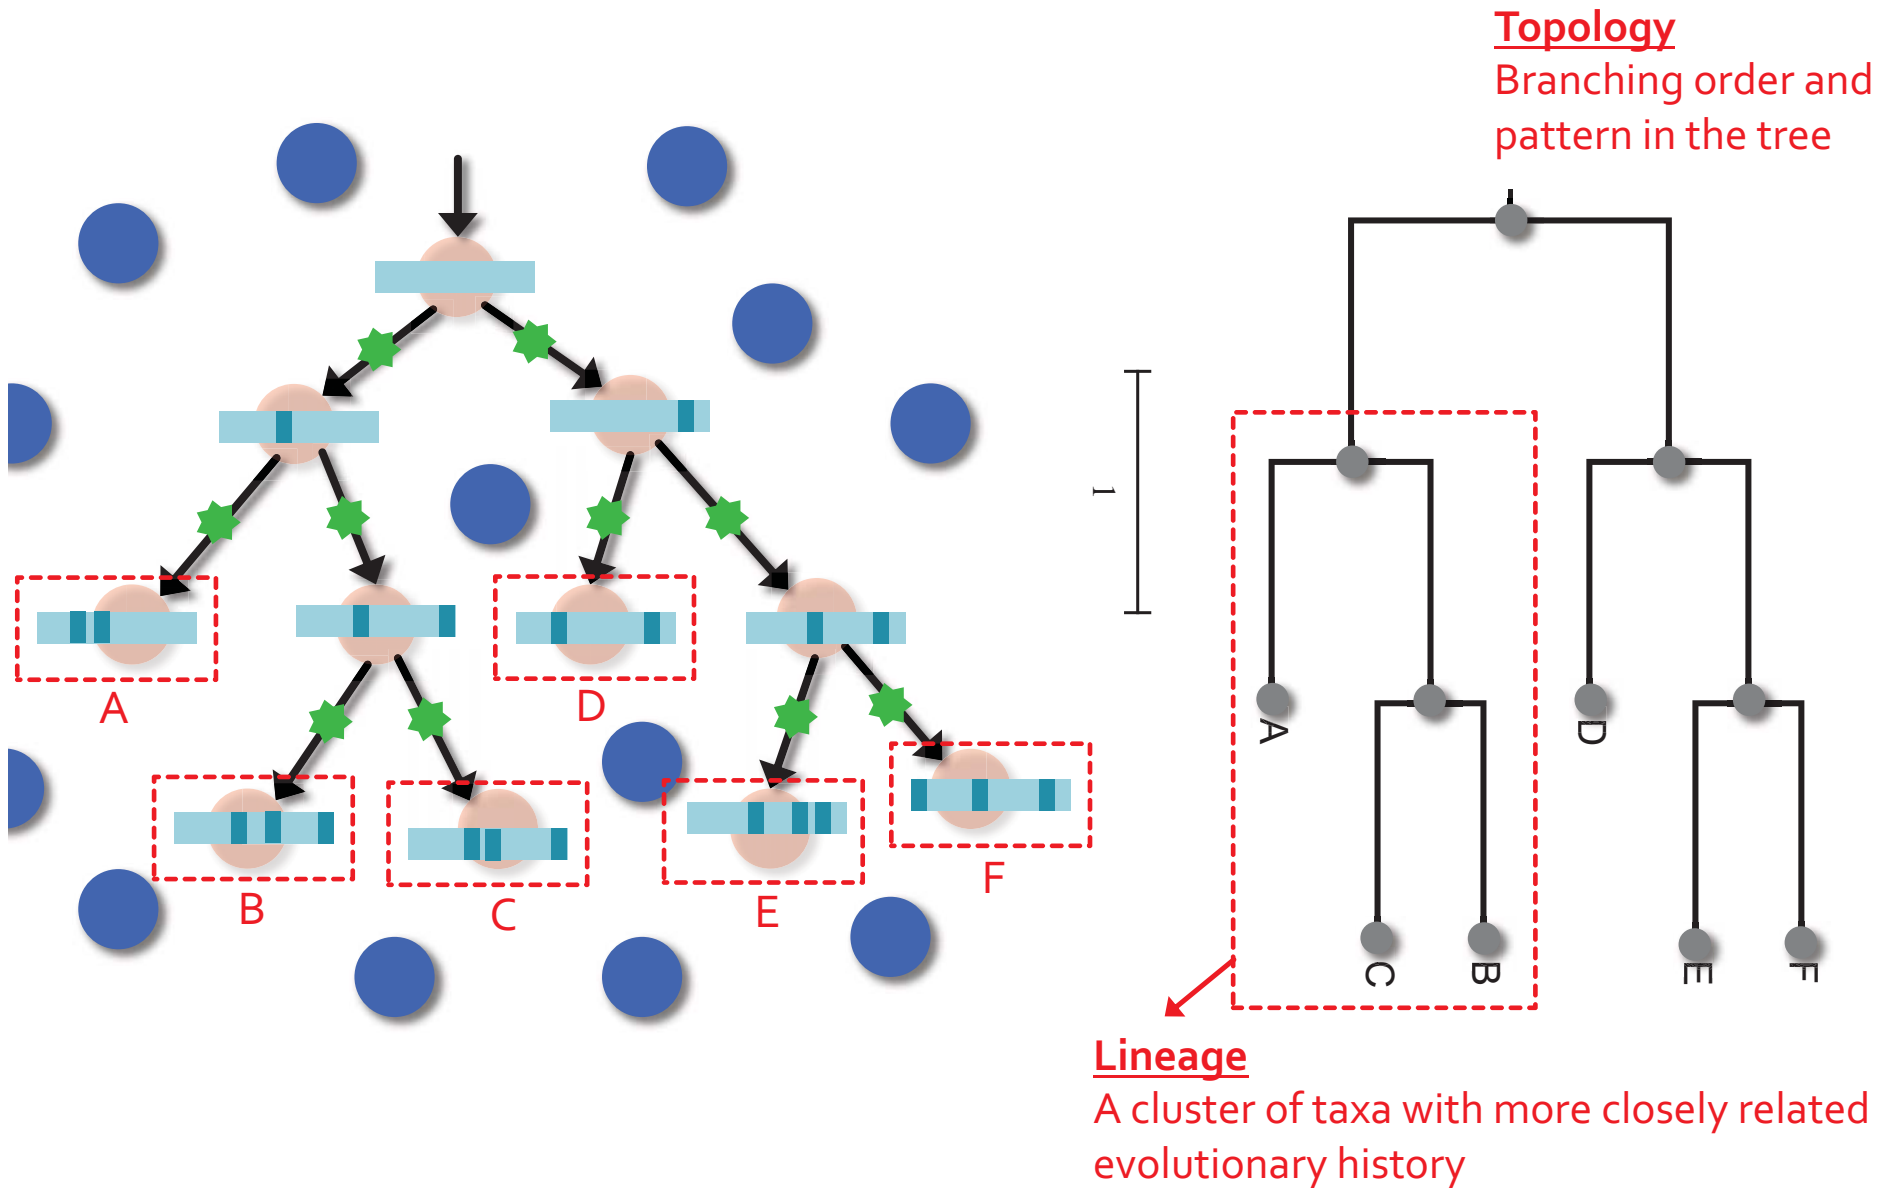 Topology
Branching order and
pattern in the tree
1
A
D
A
D
B
C
E
F
C
B
E
F
Lineage
A cluster of taxa with more closely related
evolutionary history